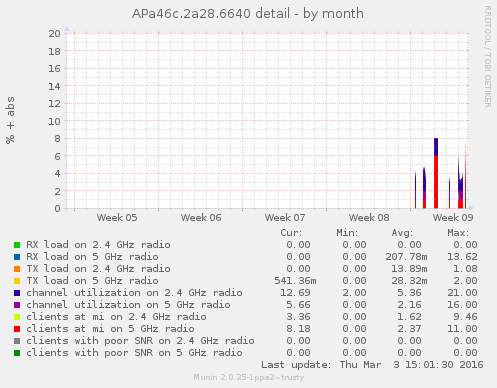 APa46c.2a28.6640 detail - by month
RRDTOOL / TOBI OETIKER
% + abs
20
18
16
14
12
10
8
6
4
2
0
Week 05 Week 06 Week 07 Week 08 Week 09
Cur: Min: Avg: Max:
RX load on 2.4 GHz radio 0.00 0.00 0.00 0.00
RX load on 5 GHz radio 0.00 0.00 207.78m 13.62
TX load on 2.4 GHz radio 0.00 0.00 13.89m 1.08
TX load on 5 GHz radio 541.36m 0.00 28.32m 2.00
channel utilization on 2.4 GHz radio 12.69 2.00 5.36 21.00
channel utilization on 5 GHz radio 5.66 0.00 2.16 16.00
clients at mi on 2.4 GHz radio 3.36 0.00 1.62 9.46
clients at mi on 5 GHz radio 8.18 0.00 2.37 11.00
clients with poor SNR on 2.4 GHz radio 0.00 0.00 0.00 0.00
clients with poor SNR on 5 GHz radio 0.00 0.00 0.00 0.00
Last update: Thu Mar 3 15:01:30 2016
Munin 2.0.25-1ppa2~trusty